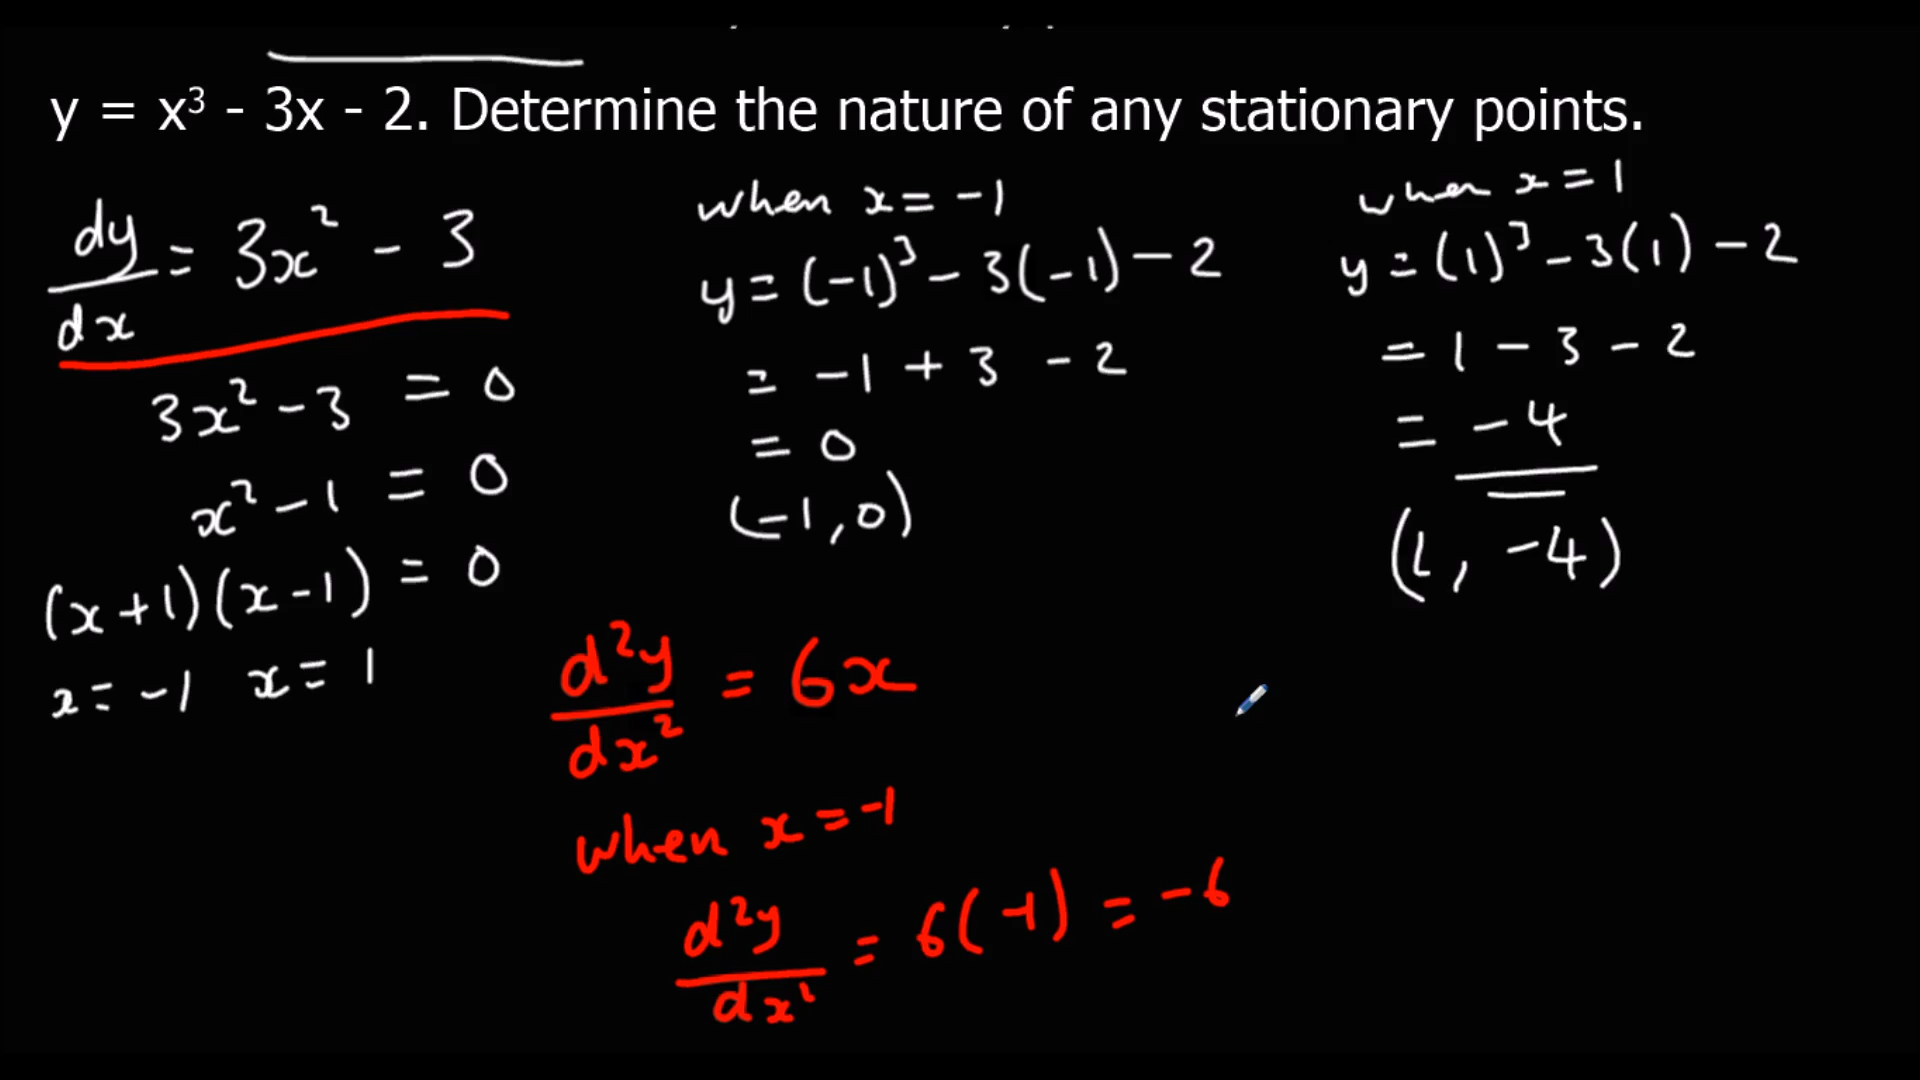 y = x³ - 3x - 2. Determine the nature of any stationary points.
dy/dx = 3x² - 3
3x² - 3 = 0
x² - 1 = 0
(x + 1)(x - 1) = 0
x = -1 x = 1
when x = -1
y = (-1)³ - 3(-1) - 2
= -1 + 3 - 2
= 0
(-1, 0)
when x = 1
y = (1)³ - 3(1) - 2
= 1 - 3 - 2
= -4
(1, -4)
d²y/dx² = 6x
when x = -1
d²y/dx² = 6(-1) = -6